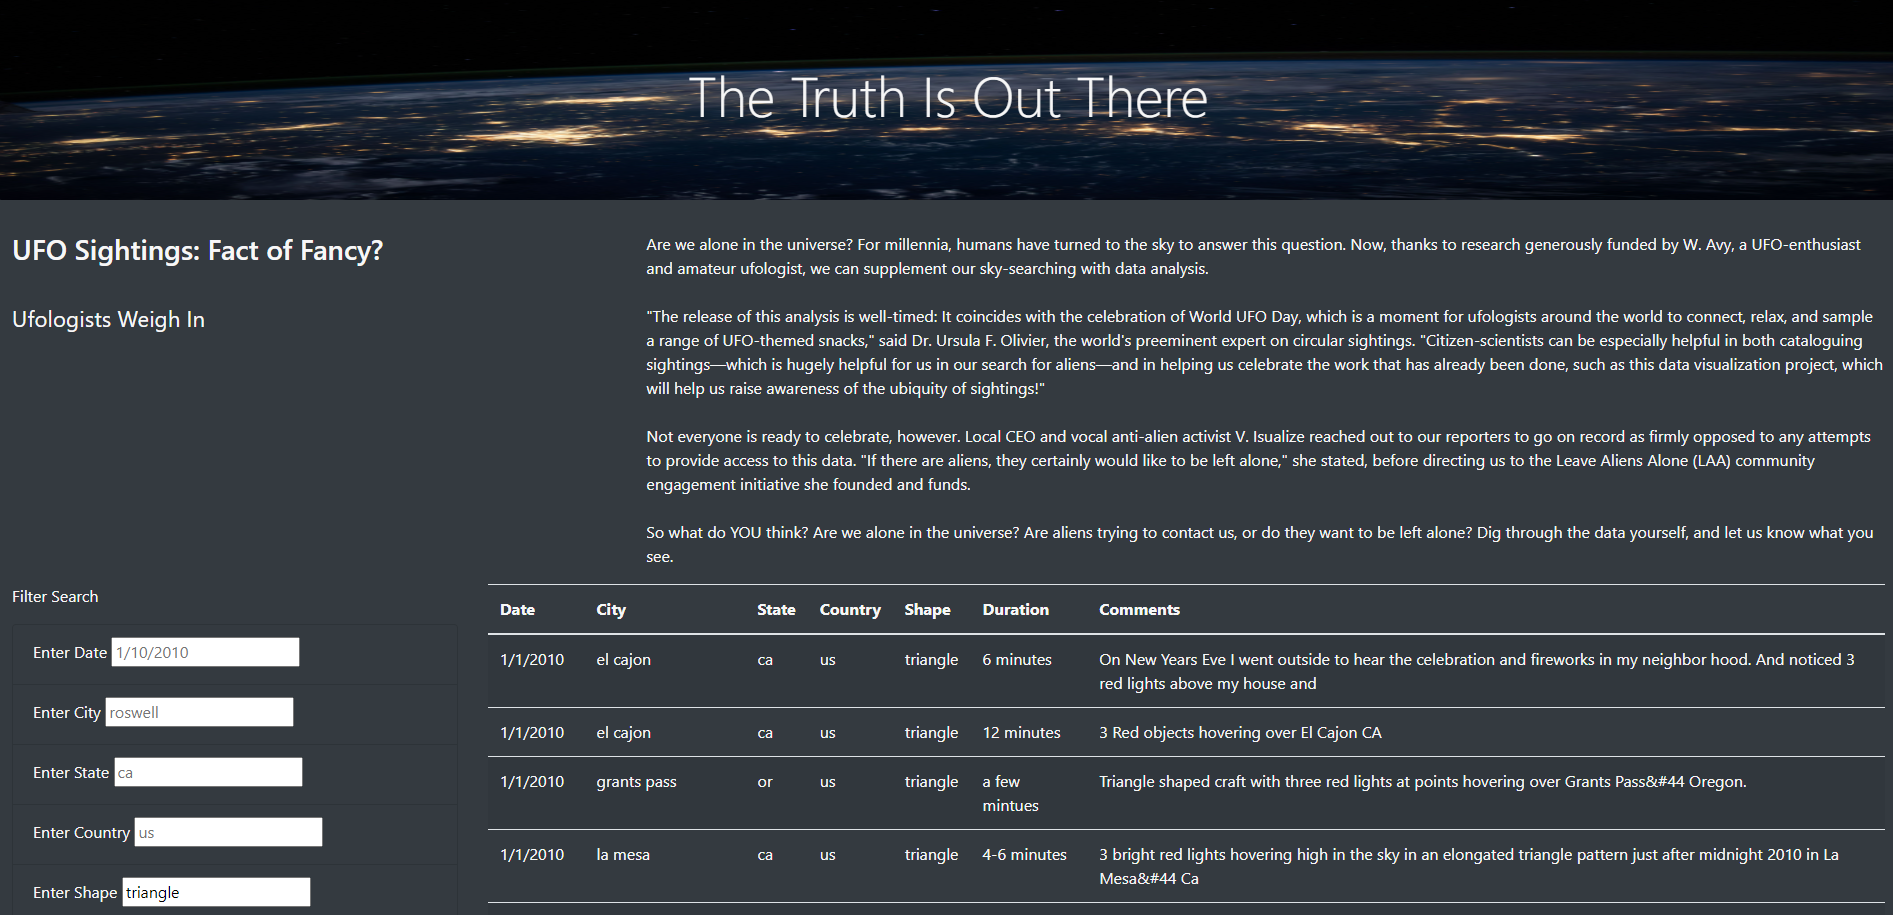 The Truth Is Out There
UFO Sightings: Fact of Fancy?
Ufologists Weigh In
Are we alone in the universe? For millennia, humans have turned to the sky to answer this question. Now, thanks to research generously funded by W. Avy, a UFO-enthusiast
and amateur ufologist, we can supplement our sky-searching with data analysis.
"The release of this analysis is well-timed: It coincides with the celebration of World UFO Day, which is a moment for ufologists around the world to connect, relax, and sample
a range of UFO-themed snacks," said Dr. Ursula F. Olivier, the world's preeminent expert on circular sightings. "Citizen-scientists can be especially helpful in both cataloguing
sightings—which is hugely helpful for us in our search for aliens—and in helping us celebrate the work that has already been done, such as this data visualization project, which
will help us raise awareness of the ubiquity of sightings!"
Not everyone is ready to celebrate, however. Local CEO and vocal anti-alien activist V. Isualize reached out to our reporters to go on record as firmly opposed to any attempts
to provide access to this data. "If there are aliens, they certainly would like to be left alone," she stated, before directing us to the Leave Aliens Alone (LAA) community
engagement initiative she founded and funds.
So what do YOU think? Are we alone in the universe? Are aliens trying to contact us, or do they want to be left alone? Dig through the data yourself, and let us know what you
see.
Filter Search
Enter Date 1/10/2010
Enter City roswell
Enter State ca
Enter Country us
Enter Shape triangle
Date City State Country Shape Duration Comments
1/1/2010 el cajon ca us triangle 6 minutes On New Years Eve I went outside to hear the celebration and fireworks in my neighbor hood. And noticed 3
red lights above my house and
1/1/2010 el cajon ca us triangle 12 minutes 3 Red objects hovering over El Cajon CA
1/1/2010 grants pass or us triangle a few Triangle shaped craft with three red lights at points hovering over Grants Pass&#44 Oregon.
mintues
1/1/2010 la mesa ca us triangle 4-6 minutes 3 bright red lights hovering high in the sky in an elongated triangle pattern just after midnight 2010 in La
Mesa&#44 Ca